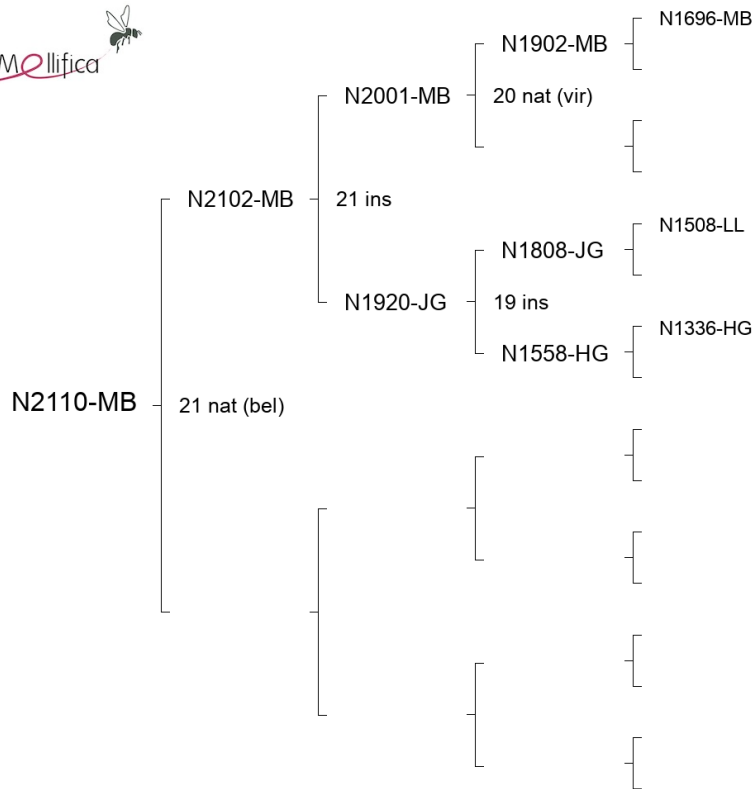 Mellifica
N1696-MB
N1902-MB
N2001-MB
20 nat (vir)
N2102-MB
21 ins
N1508-LL
N1808-JG
N1920-JG
19 ins
N1336-HG
N1558-HG
N2110-MB
21 nat (bel)